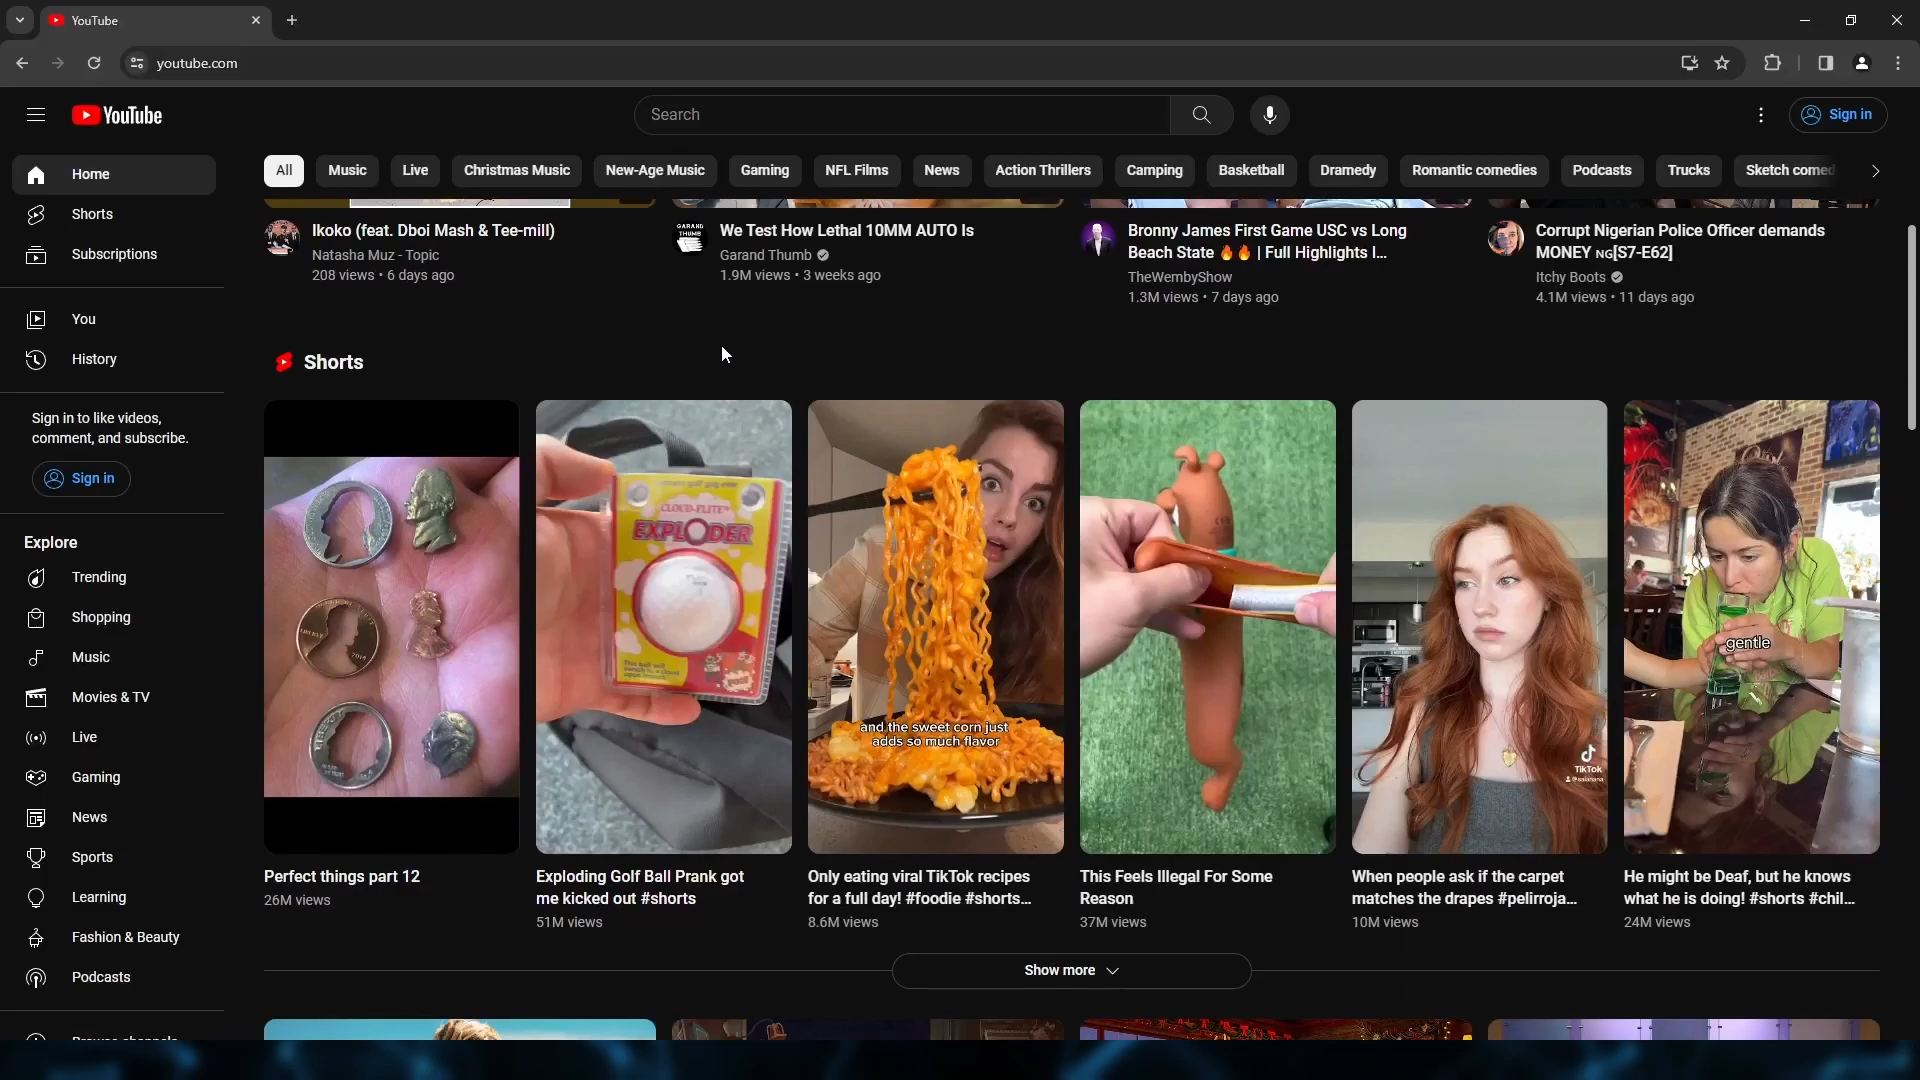 YouTube
youtube.com
YouTube
Search
Sign in
Home
Shorts
Subscriptions
You
History
Sign in to like videos,
comment, and subscribe.
Sign in
Explore
Trending
Shopping
Music
Movies & TV
Live
Gaming
News
Sports
Learning
Fashion & Beauty
Podcasts
All
Music
Live
Christmas Music
New-Age Music
Gaming
NFL Films
News
Action Thrillers
Camping
Basketball
Dramedy
Romantic comedies
Podcasts
Trucks
Sketch comed
Ikoko (feat. Dboi Mash & Tee-mill)
Natasha Muz - Topic
208 views • 6 days ago
GARAND
THUMB
We Test How Lethal 10MM AUTO Is
Garand Thumb
1.9M views • 3 weeks ago
Bronny James First Game USC vs Long
Beach State 🔥🔥 | Full Highlights I...
TheWembyShow
1.3M views • 7 days ago
Corrupt Nigerian Police Officer demands
MONEY NG[S7-E62]
Itchy Boots
4.1M views • 11 days ago
Shorts
CLOUD-FLITE
EXPLODER
and the sweet corn just
adds so much flavor
TikTok
gentle
Perfect things part 12
26M views
Exploding Golf Ball Prank got
me kicked out #shorts
51M views
Only eating viral TikTok recipes
for a full day! #foodie #shorts...
8.6M views
This Feels Illegal For Some
Reason
37M views
When people ask if the carpet
matches the drapes #pelirroja...
10M views
He might be Deaf, but he knows
what he is doing! #shorts #chil...
24M views
Show more